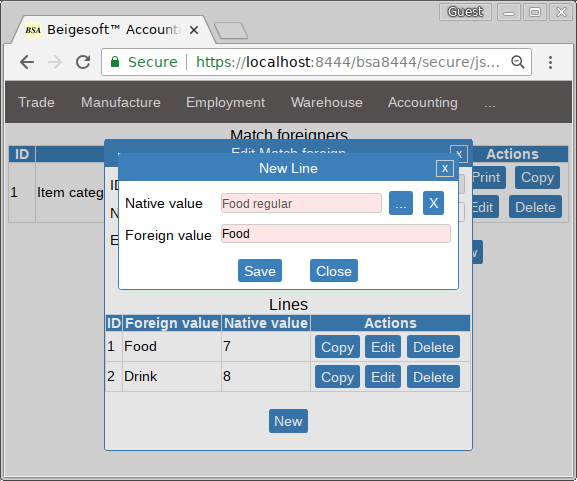 Guest
BSA Beigesoft™ Account
Secure https://localhost:8444/bsa8444/secure/js...
Trade Manufacture Employment Warehouse Accounting ...
Match foreigners
ID Actions
1 Item categ
Print Copy
Edit Delete
Edit Match foreign x
New Line x
Native value Food regular ... X
Foreign value Food
Save Close
Lines
ID Foreign value Native value Actions
1 Food 7 Copy Edit Delete
2 Drink 8 Copy Edit Delete
New